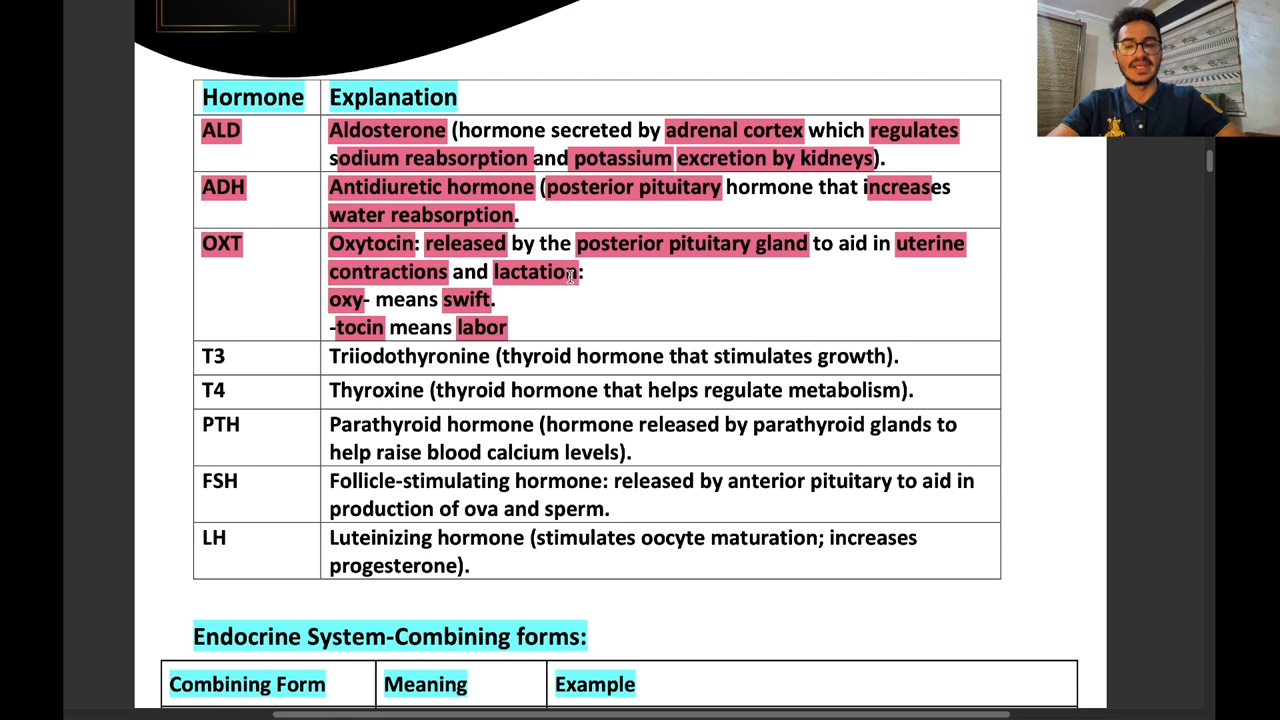 Hormone Explanation
ALD Aldosterone (hormone secreted by adrenal cortex which regulates
sodium reabsorption and potassium excretion by kidneys).
ADH Antidiuretic hormone (posterior pituitary hormone that increases
water reabsorption.
OXT Oxytocin: released by the posterior pituitary gland to aid in uterine
contractions and lactation:
oxy- means swift.
-tocin means labor
T3 Triiodothyronine (thyroid hormone that stimulates growth).
T4 Thyroxine (thyroid hormone that helps regulate metabolism).
PTH Parathyroid hormone (hormone released by parathyroid glands to
help raise blood calcium levels).
FSH Follicle-stimulating hormone: released by anterior pituitary to aid in
production of ova and sperm.
LH Luteinizing hormone (stimulates oocyte maturation; increases
progesterone).
Endocrine System-Combining forms:
Combining Form Meaning Example